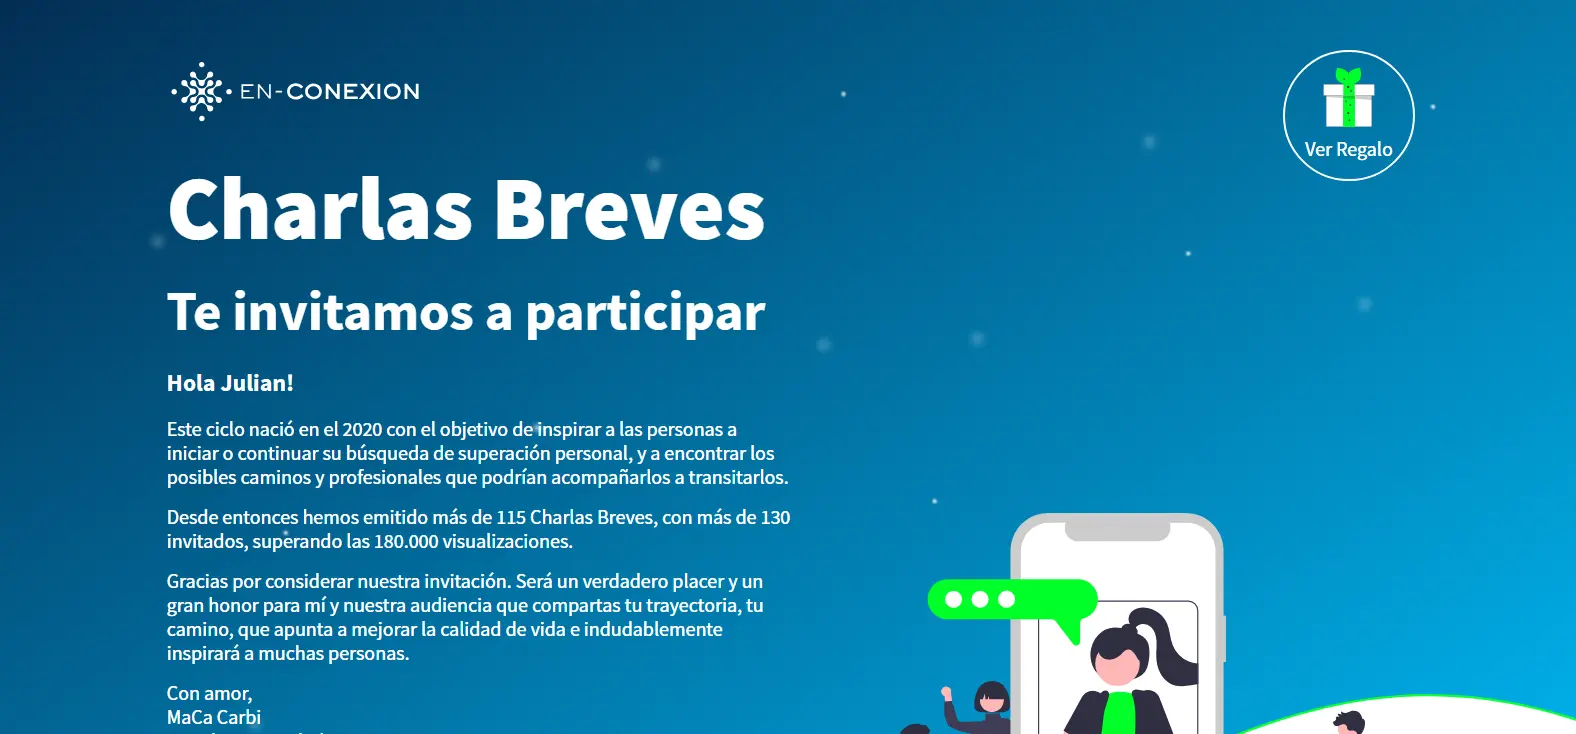 EN-CONEXION
Ver Regalo
Charlas Breves
Te invitamos a participar
Hola Julian!
Este ciclo nació en el 2020 con el objetivo de inspirar a las personas a
iniciar o continuar su búsqueda de superación personal, y a encontrar los
posibles caminos y profesionales que podrían acompañarlos a transitarlos.
Desde entonces hemos emitido más de 115 Charlas Breves, con más de 130
invitados, superando las 180.000 visualizaciones.
Gracias por considerar nuestra invitación. Será un verdadero placer y un
gran honor para mí y nuestra audiencia que compartas tu trayectoria, tu
camino, que apunta a mejorar la calidad de vida e indudablemente
inspirará a muchas personas.
Con amor,
MaCa Carbi